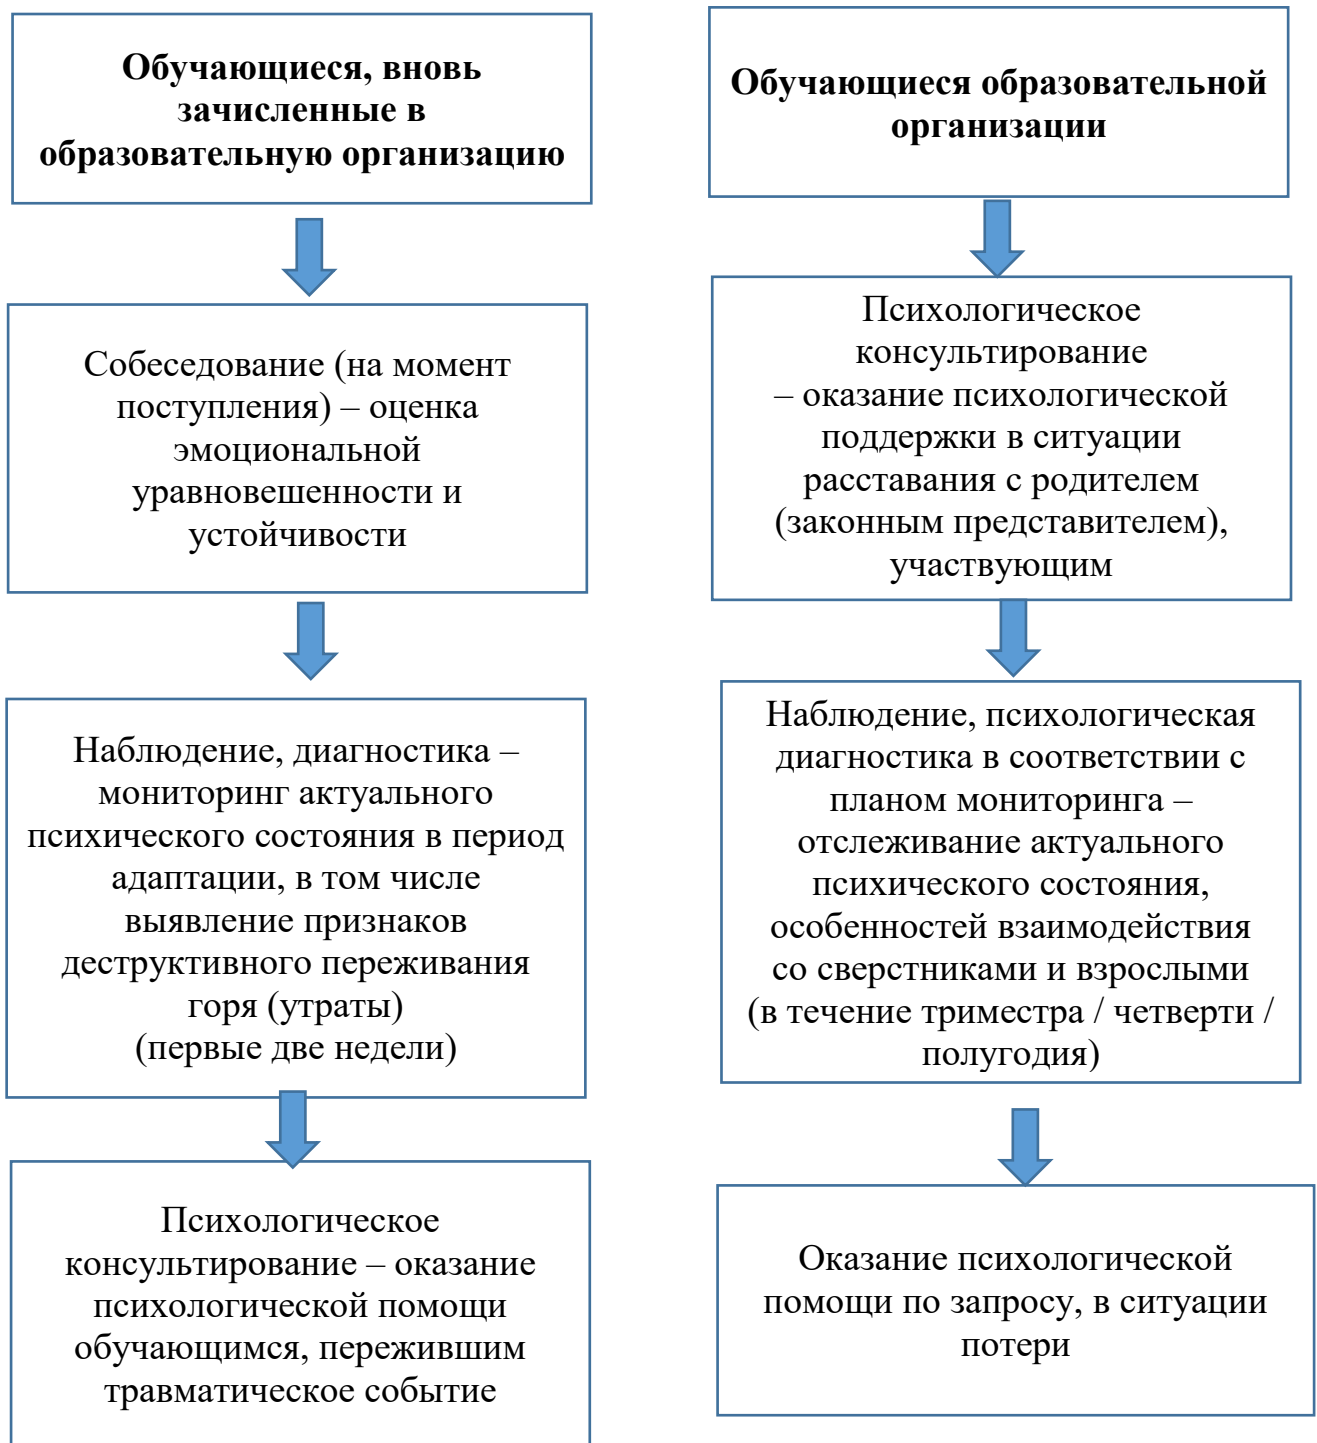 Обучающиеся, вновь
зачисленные в
образовательную организацию
Собеседование (на момент
поступления) – оценка
эмоциональной
уравновешенности и
устойчивости
Наблюдение, диагностика –
мониторинг актуального
психического состояния в период
адаптации, в том числе
выявление признаков
деструктивного переживания
горя (утраты)
(первые две недели)
Психологическое
консультирование – оказание
психологической помощи
обучающимся, пережившим
травматическое событие
Обучающиеся образовательной
организации
Психологическое
консультирование
– оказание психологической
поддержки в ситуации
расставания с родителем
(законным представителем),
участвующим
Наблюдение, психологическая
диагностика в соответствии с
планом мониторинга –
отслеживание актуального
психического состояния,
особенностей взаимодействия
со сверстниками и взрослыми
(в течение триместра / четверти /
полугодия)
Оказание психологической
помощи по запросу, в ситуации
потери